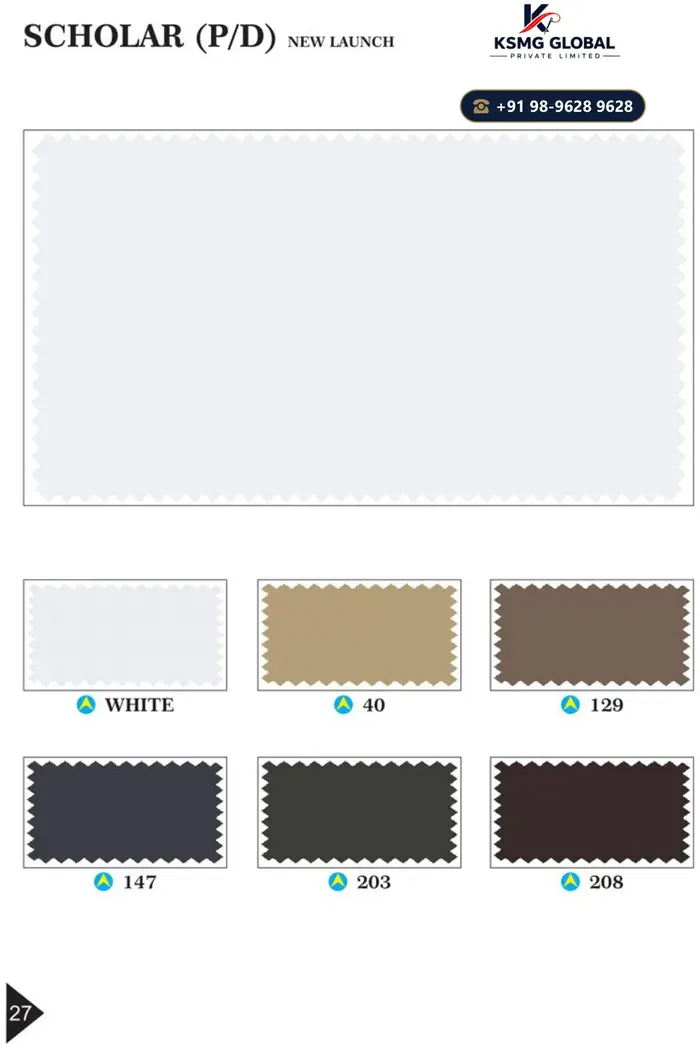 SCHOLAR (P/D) NEW LAUNCH
KSMG GLOBAL
PRIVATE LIMITED
+91 98-9628 9628
WHITE
40
129
147
203
208
27